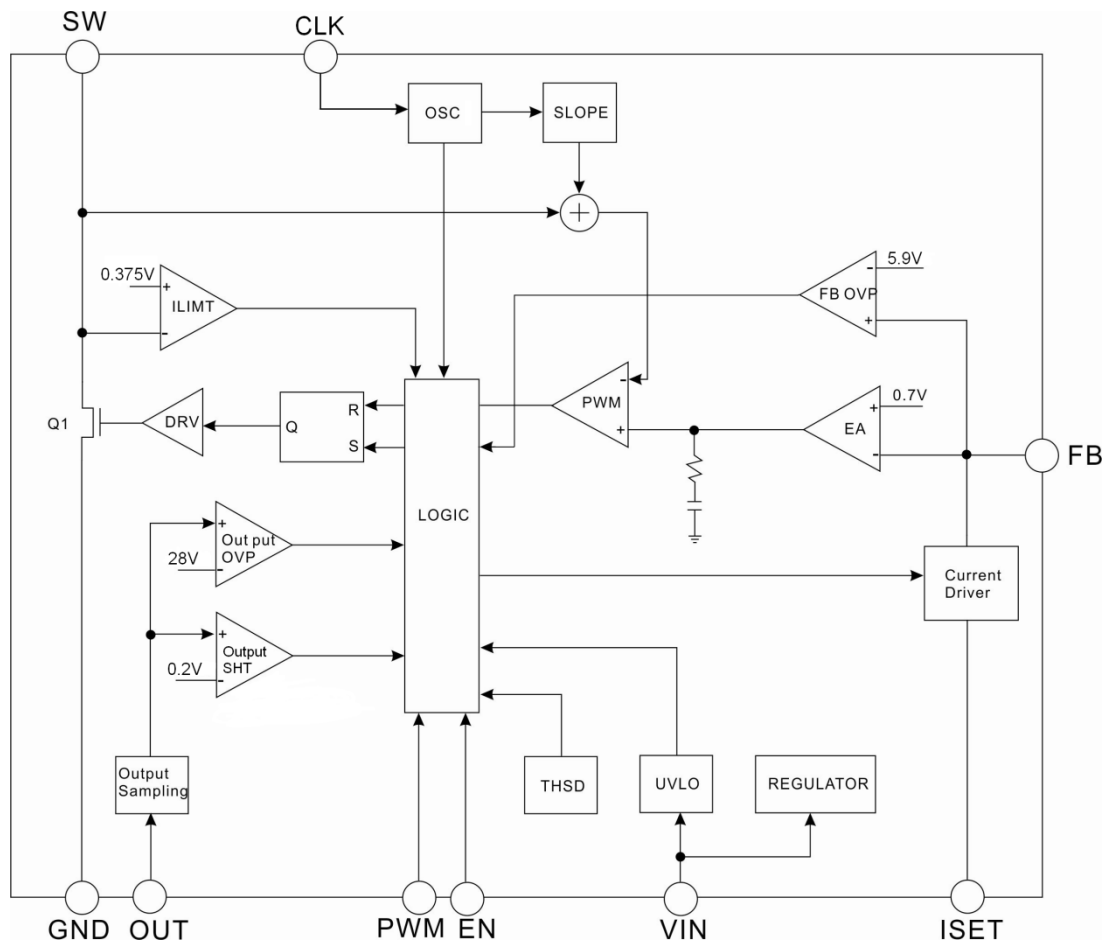 SW
CLK
OSC
SLOPE
+
0.375V
+
ILIMT
-
5.9V
-
FB OVP
+
-
PWM
+
0.7V
+
EA
-
Q1
DRV
Q
R
S
FB
LOGIC
+
Out put
OVP
28V
-
Current
Driver
+
Output
SHT
0.2V
-
Output
Sampling
THSD
UVLO
REGULATOR
GND
OUT
PWM
EN
VIN
ISET